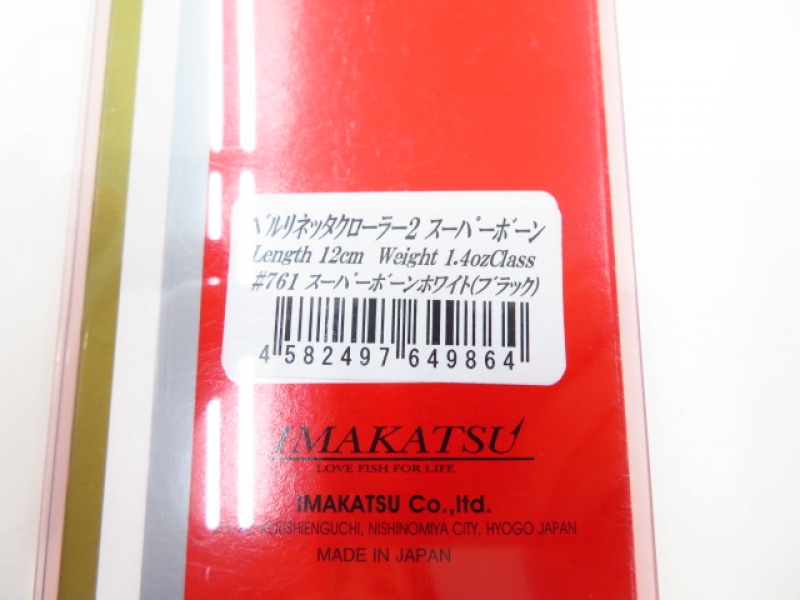 ベルリネッタクローラー2 スーパーボーン
Length 12cm Weight 1.4ozClass
#761 スーパーボーンホワイト(ブラック)
4 582497 649864
IMAKATSU
LOVE FISH FOR LIFE
IMAKATSU Co.,ltd.
KOUSHIENGUCHI, NISHINOMIYA CITY, HYOGO JAPAN
MADE IN JAPAN